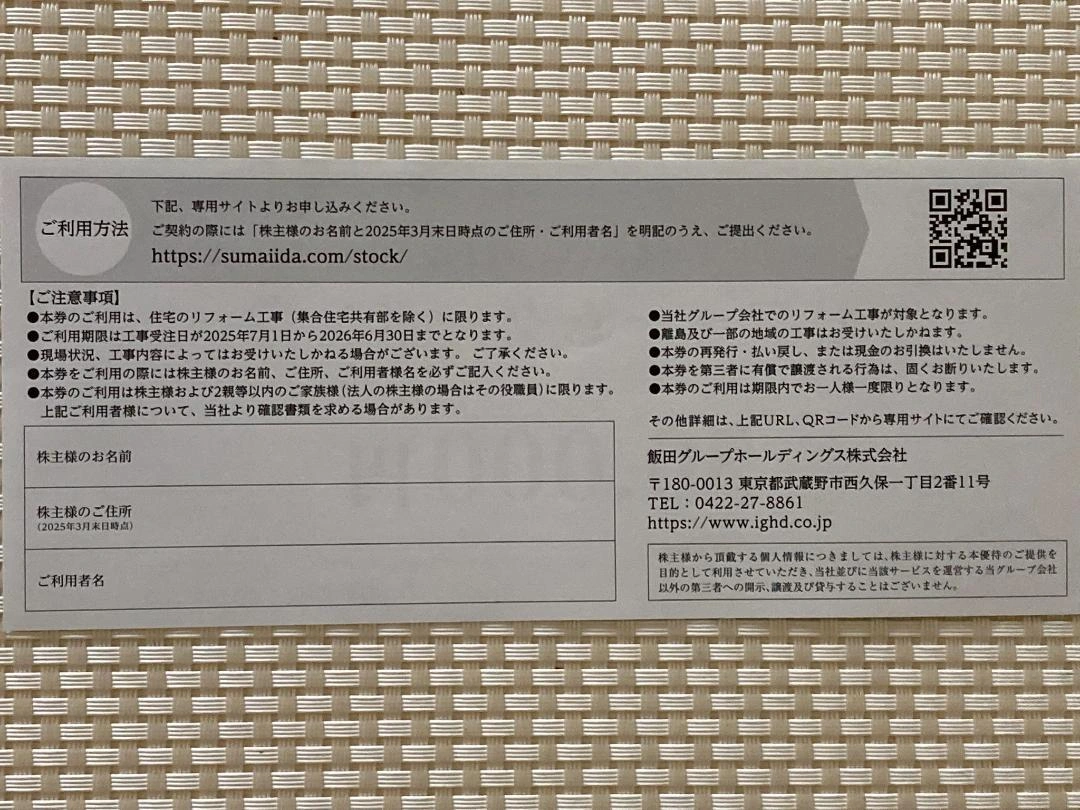 ご利用方法
下記、専用サイトよりお申し込みください。
ご契約の際には「株主様のお名前と2025年3月末日時点のご住所・ご利用者名」を明記のうえ、ご提出ください。
https://sumaiida.com/stock/
【ご注意事項】
●本券のご利用は、住宅のリフォーム工事（集合住宅共有部を除く）に限ります。
●ご利用期限は工事受注日が2025年7月1日から2026年6月30日までとなります。
●現場状況、工事内容によってはお受けいたしかねる場合がございます。 ご了承ください。
●本券をご利用の際には株主様のお名前、ご住所、ご利用者様名を必ずご記入ください。
●本券のご利用は株主様および2親等以内のご家族様（法人の株主様の場合はその役職員）に限ります。
上記ご利用者様について、当社より確認書類を求める場合があります。
株主様のお名前
株主様のご住所
（2025年3月末日時点）
ご利用者名
●当社グループ会社でのリフォーム工事が対象となります。
●離島及び一部の地域の工事はお受けいたしかねます。
●本券の再発行・払い戻し、または現金のお引換はいたしません。
●本券を第三者に有償で譲渡される行為は、固くお断りいたします。
●本券のご利用は期限内でお一人様一度限りとなります。
その他詳細は、上記URL、QRコードから専用サイトにてご確認ください。
飯田グループホールディングス株式会社
〒180-0013 東京都武蔵野市西久保一丁目2番11号
TEL：0422-27-8861
https://www.ighd.co.jp
株主様から頂戴する個人情報につきましては、株主様に対する本優待のご提供を
目的として利用させていただき、当社並びに当該サービスを運営する当グループ会社
以外の第三者への開示、譲渡及び貸与することはございません。